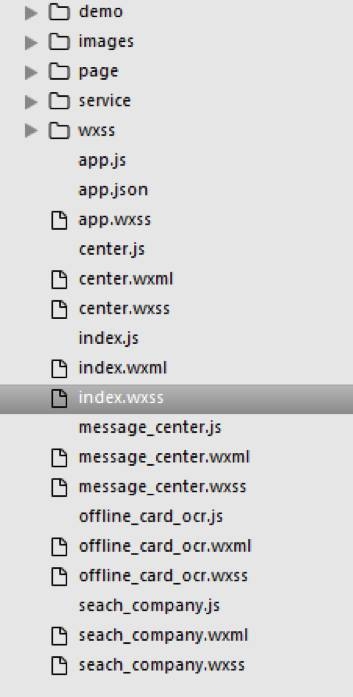 demo
images
page
service
wxss
app.js
app.json
app.wxss
center.js
center.wxml
center.wxss
index.js
index.wxml
index.wxss
message_center.js
message_center.wxml
message_center.wxss
offline_card_ocr.js
offline_card_ocr.wxml
offline_card_ocr.wxss
seach_company.js
seach_company.wxml
seach_company.wxss